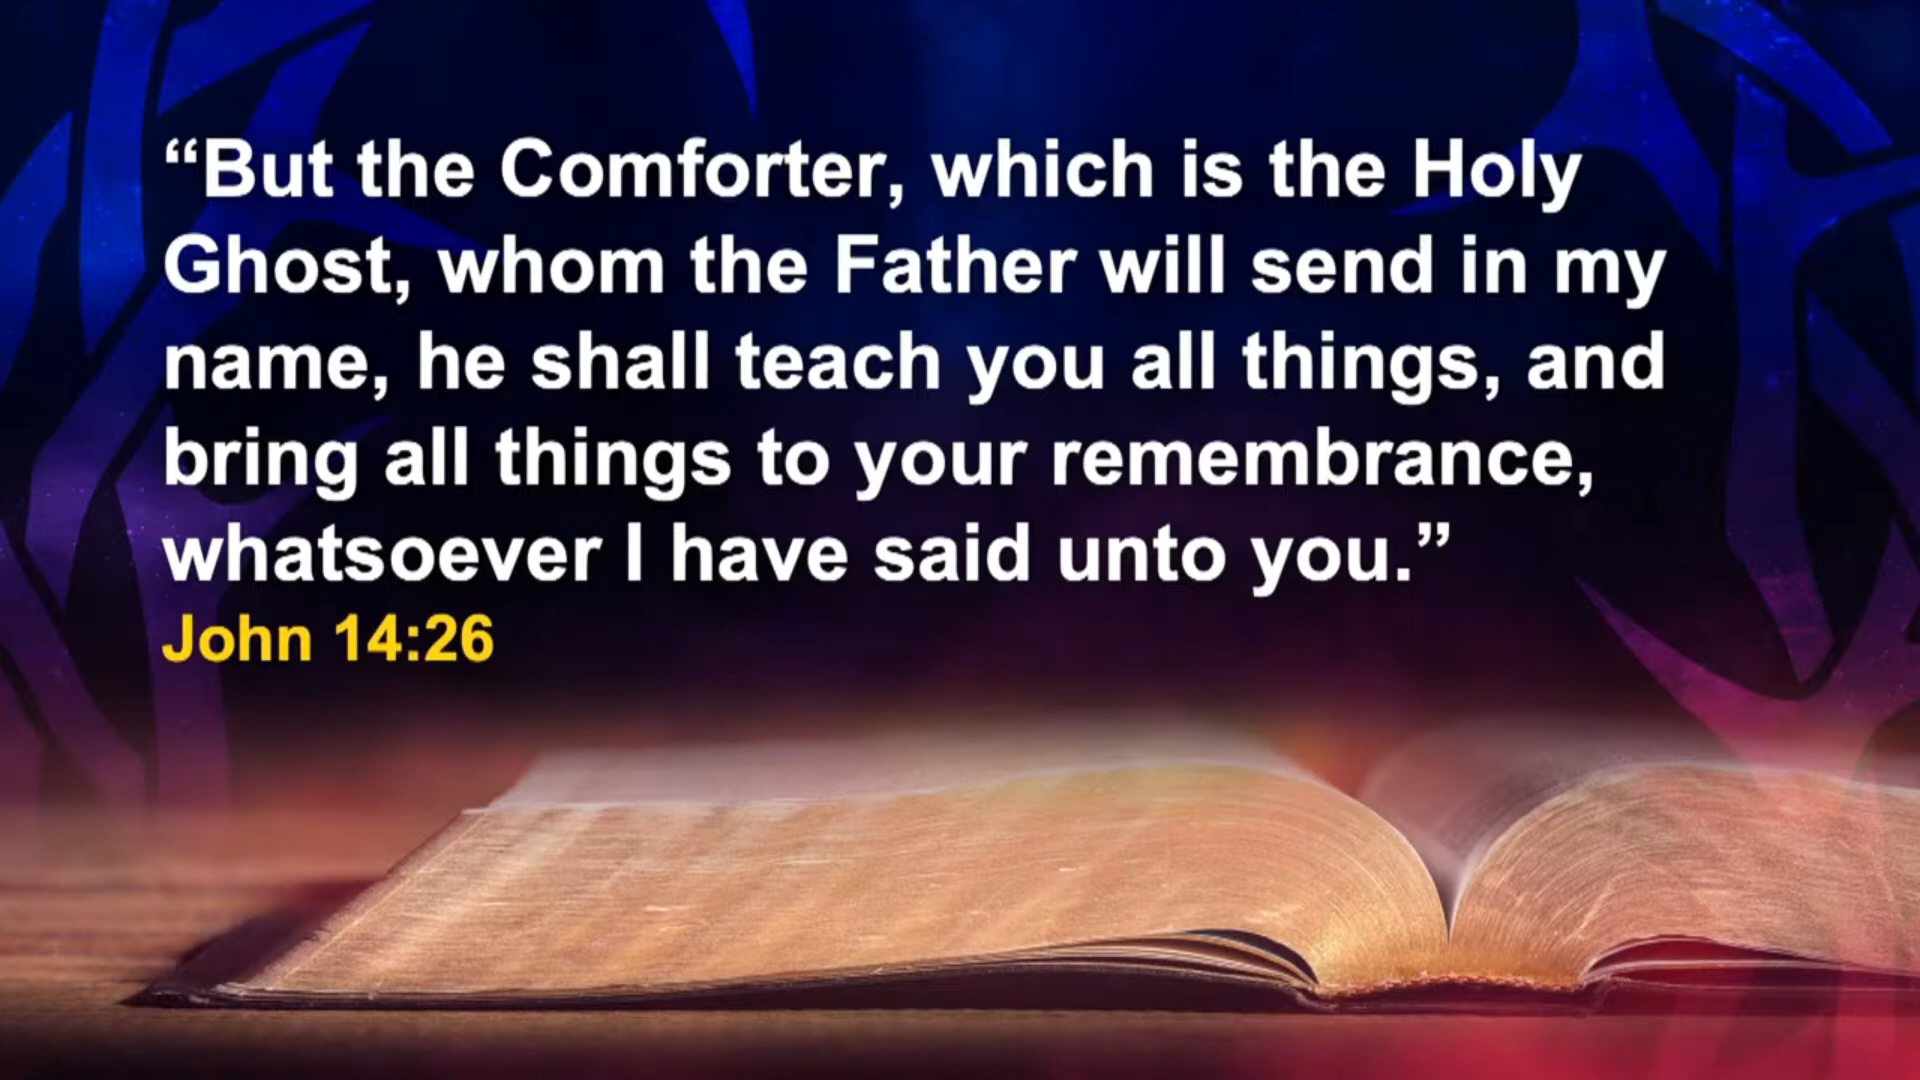 “But the Comforter, which is the Holy
Ghost, whom the Father will send in my
name, he shall teach you all things, and
bring all things to your remembrance,
whatsoever I have said unto you.”
John 14:26